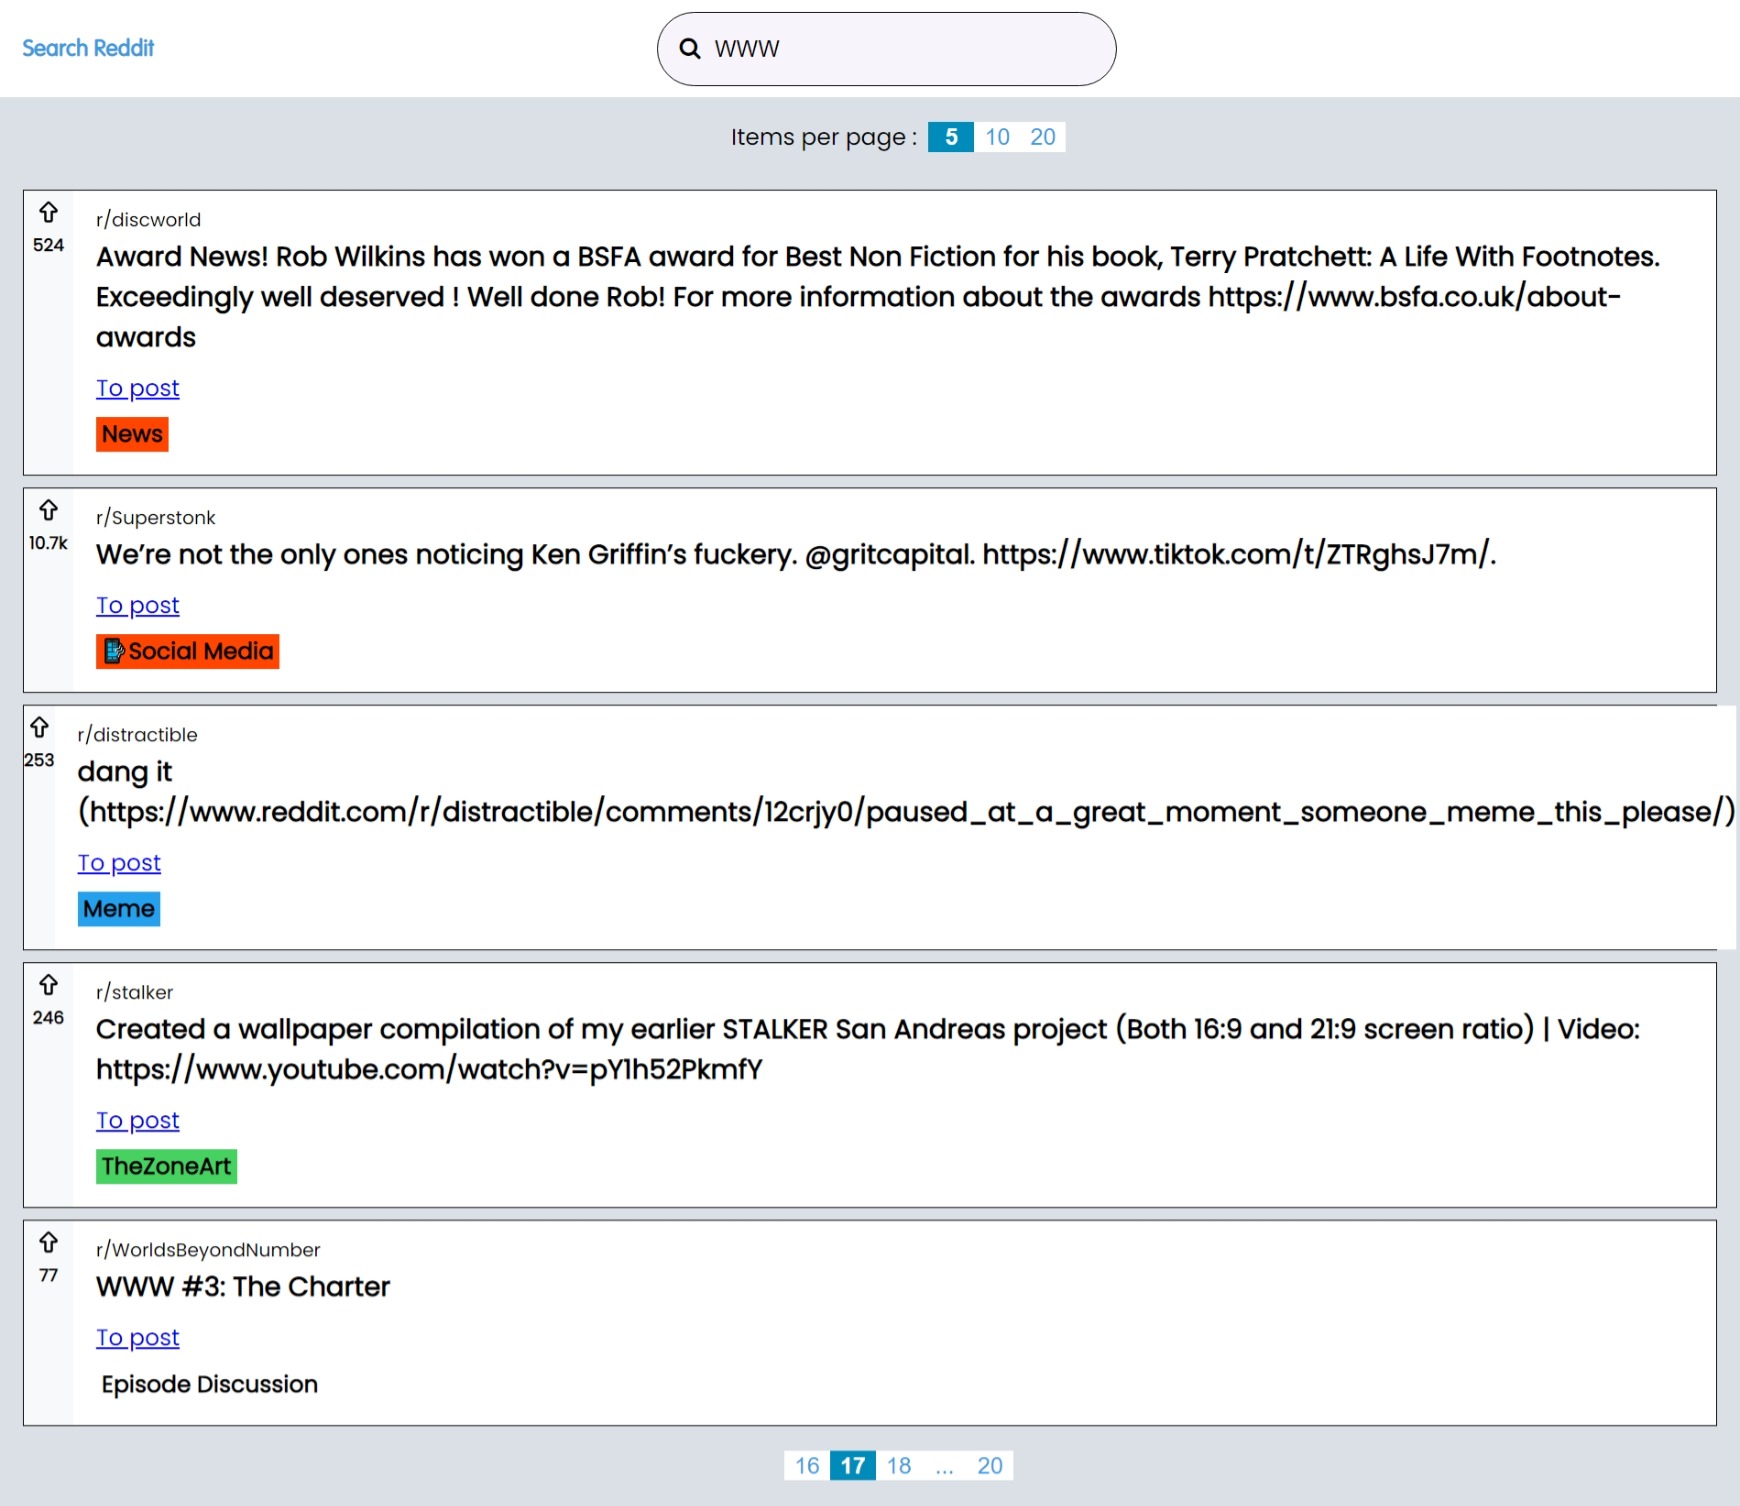 Search Reddit
WWW
Items per page : 5 10 20
r/discworld
524
Award News! Rob Wilkins has won a BSFA award for Best Non Fiction for his book, Terry Pratchett: A Life With Footnotes.
Exceedingly well deserved ! Well done Rob! For more information about the awards https://www.bsfa.co.uk/about-
awards
To post
News
r/Superstonk
10.7k
We’re not the only ones noticing Ken Griffin’s fuckery. @gritcapital. https://www.tiktok.com/t/ZTRghsJ7m/.
To post
Social Media
r/distractible
253
dang it
(https://www.reddit.com/r/distractible/comments/12crjy0/paused_at_a_great_moment_someone_meme_this_please/)
To post
Meme
r/stalker
246
Created a wallpaper compilation of my earlier STALKER San Andreas project (Both 16:9 and 21:9 screen ratio) | Video:
https://www.youtube.com/watch?v=pY1h52PkmfY
To post
TheZoneArt
r/WorldsBeyondNumber
77
WWW #3: The Charter
To post
Episode Discussion
16 17 18 ... 20